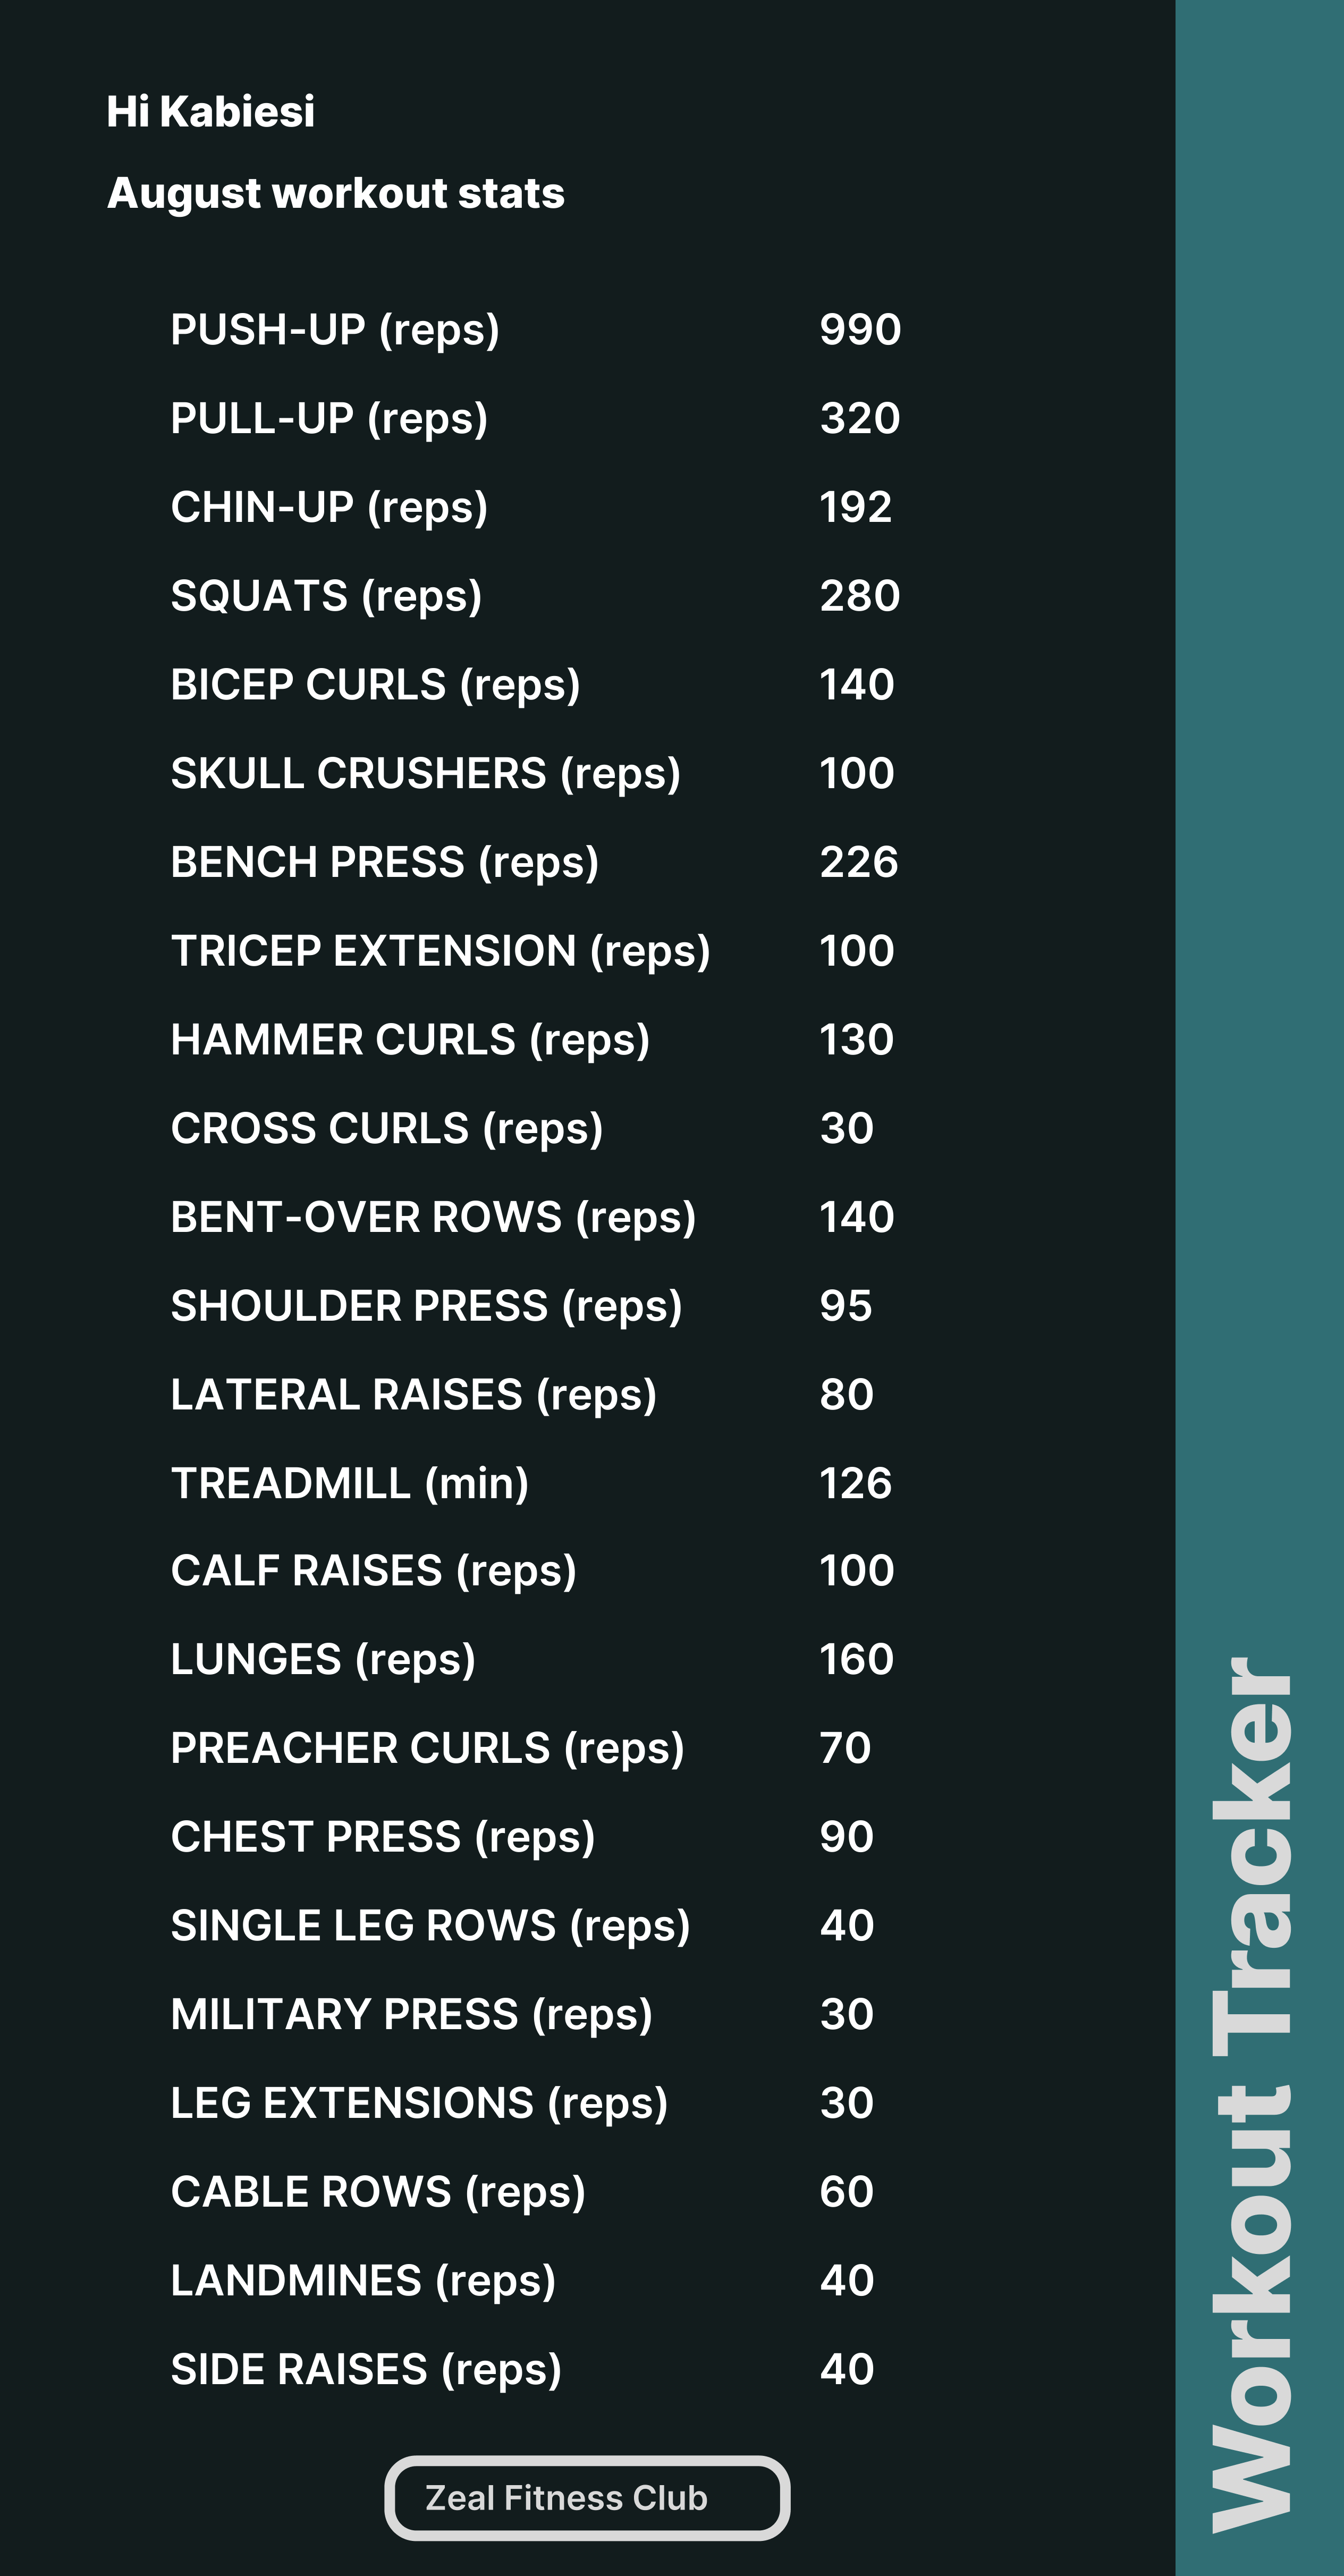 Hi Kabiesi
August workout stats
PUSH-UP (reps) 990
PULL-UP (reps) 320
CHIN-UP (reps) 192
SQUATS (reps) 280
BICEP CURLS (reps) 140
SKULL CRUSHERS (reps) 100
BENCH PRESS (reps) 226
TRICEP EXTENSION (reps) 100
HAMMER CURLS (reps) 130
CROSS CURLS (reps) 30
BENT-OVER ROWS (reps) 140
SHOULDER PRESS (reps) 95
LATERAL RAISES (reps) 80
TREADMILL (min) 126
CALF RAISES (reps) 100
LUNGES (reps) 160
PREACHER CURLS (reps) 70
CHEST PRESS (reps) 90
SINGLE LEG ROWS (reps) 40
MILITARY PRESS (reps) 30
LEG EXTENSIONS (reps) 30
CABLE ROWS (reps) 60
LANDMINES (reps) 40
SIDE RAISES (reps) 40
Zeal Fitness Club
Workout Tracker